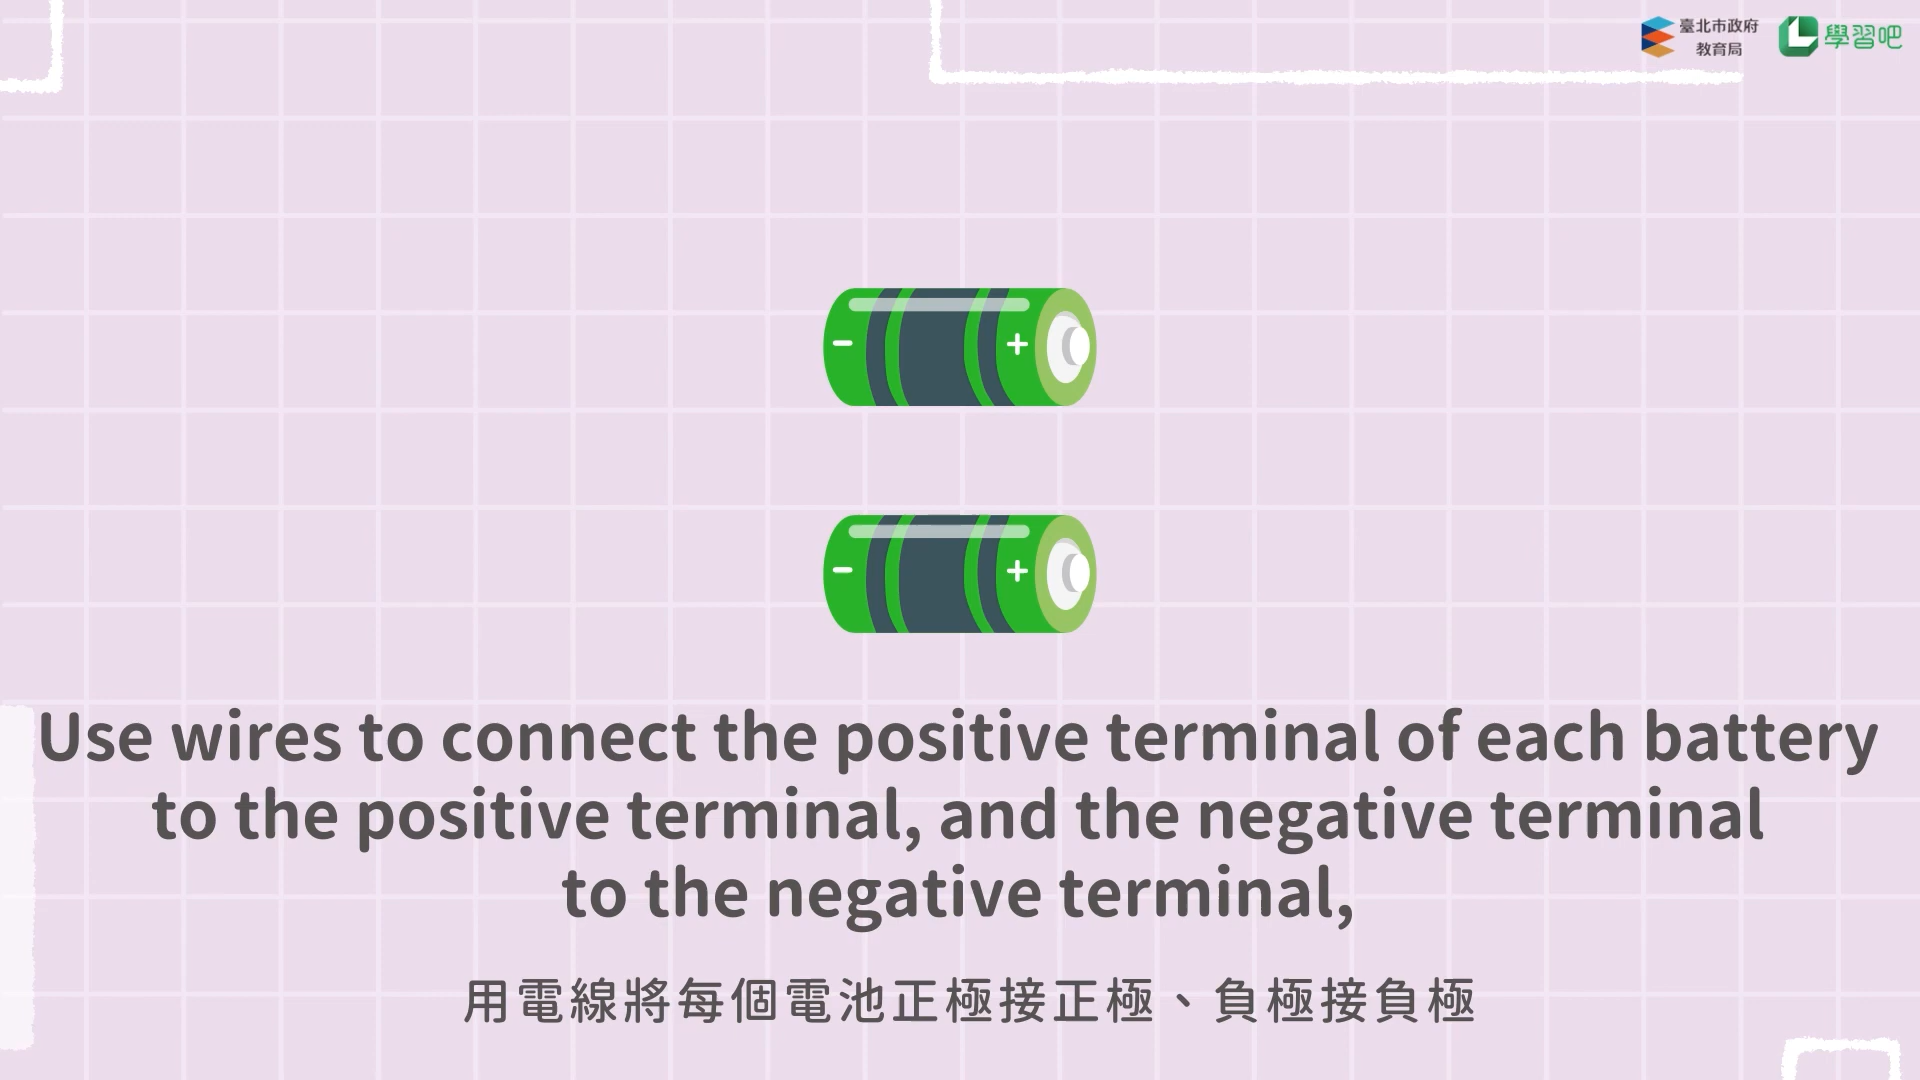 臺北市政府
教育局
學習吧
-
+
-
+
Use wires to connect the positive terminal of each battery
to the positive terminal, and the negative terminal
to the negative terminal,
用電線將每個電池正極接正極、負極接負極